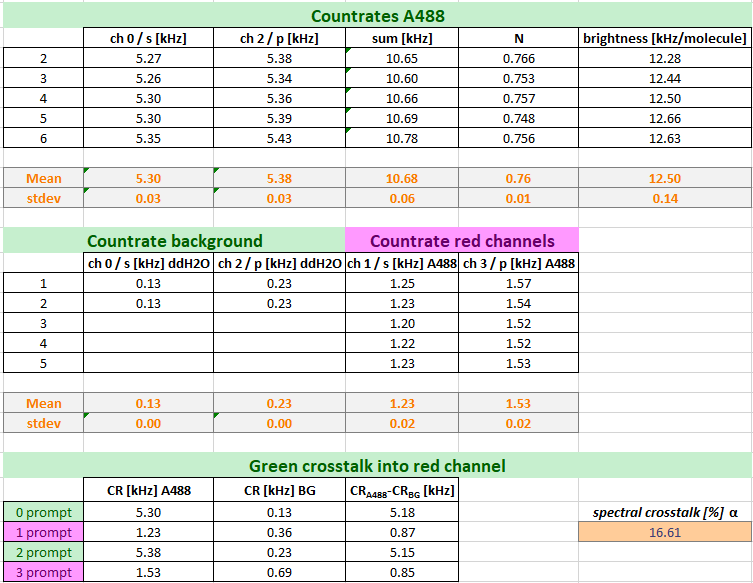 Countrates A488
ch 0 / s [kHz] ch 2 / p [kHz] sum [kHz] N brightness [kHz/molecule]
2 5.27 5.38 10.65 0.766 12.28
3 5.26 5.34 10.60 0.753 12.44
4 5.30 5.36 10.66 0.757 12.50
5 5.30 5.39 10.69 0.748 12.66
6 5.35 5.43 10.78 0.756 12.63
Mean 5.30 5.38 10.68 0.76 12.50
stdev 0.03 0.03 0.06 0.01 0.14
Countrate background Countrate red channels
ch 0 / s [kHz] ddH2O ch 2 / p [kHz] ddH2O ch 1 / s [kHz] A488 ch 3 / p [kHz] A488
1 0.13 0.23 1.25 1.57
2 0.13 0.23 1.23 1.54
3 1.20 1.52
4 1.22 1.52
5 1.23 1.53
Mean 0.13 0.23 1.23 1.53
stdev 0.00 0.00 0.02 0.02
Green crosstalk into red channel
CR [kHz] A488 CR [kHz] BG CRA488-CRBG [kHz]
0 prompt 5.30 0.13 5.18 spectral crosstalk [%] α
1 prompt 1.23 0.36 0.87 16.61
2 prompt 5.38 0.23 5.15
3 prompt 1.53 0.69 0.85